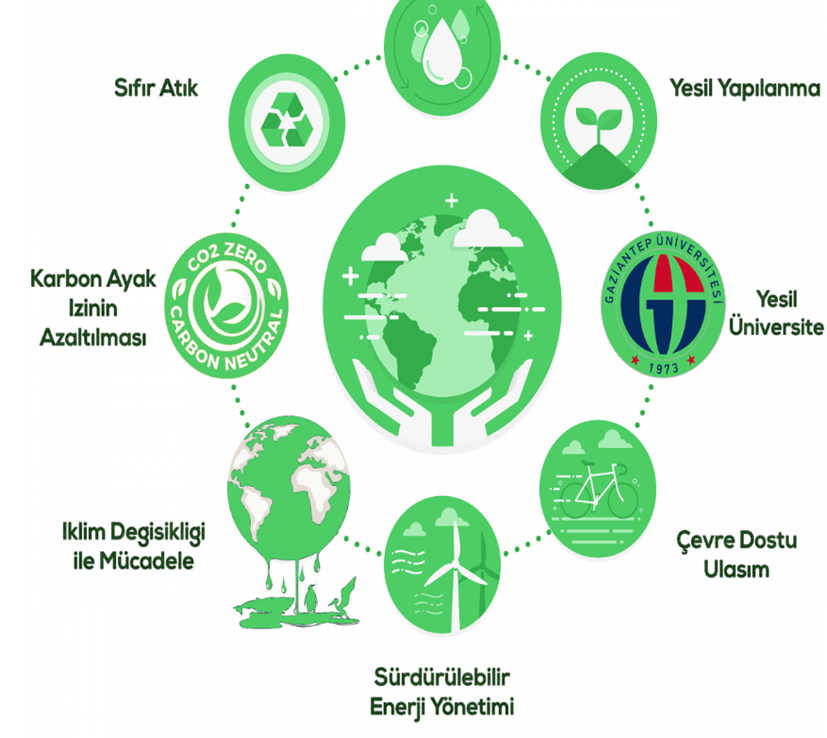 Sıfır Atık
Yesil Yapılanma
CO2 ZERO
CARBON NEUTRAL
Karbon Ayak
Izinin
Azaltılması
GAZİANTEP ÜNİVERSİTESİ
1973
Yesil
Üniversite
Iklim Degisikligi
ile Mücadele
Çevre Dostu
Ulasım
Sürdürülebilir
Enerji Yönetimi